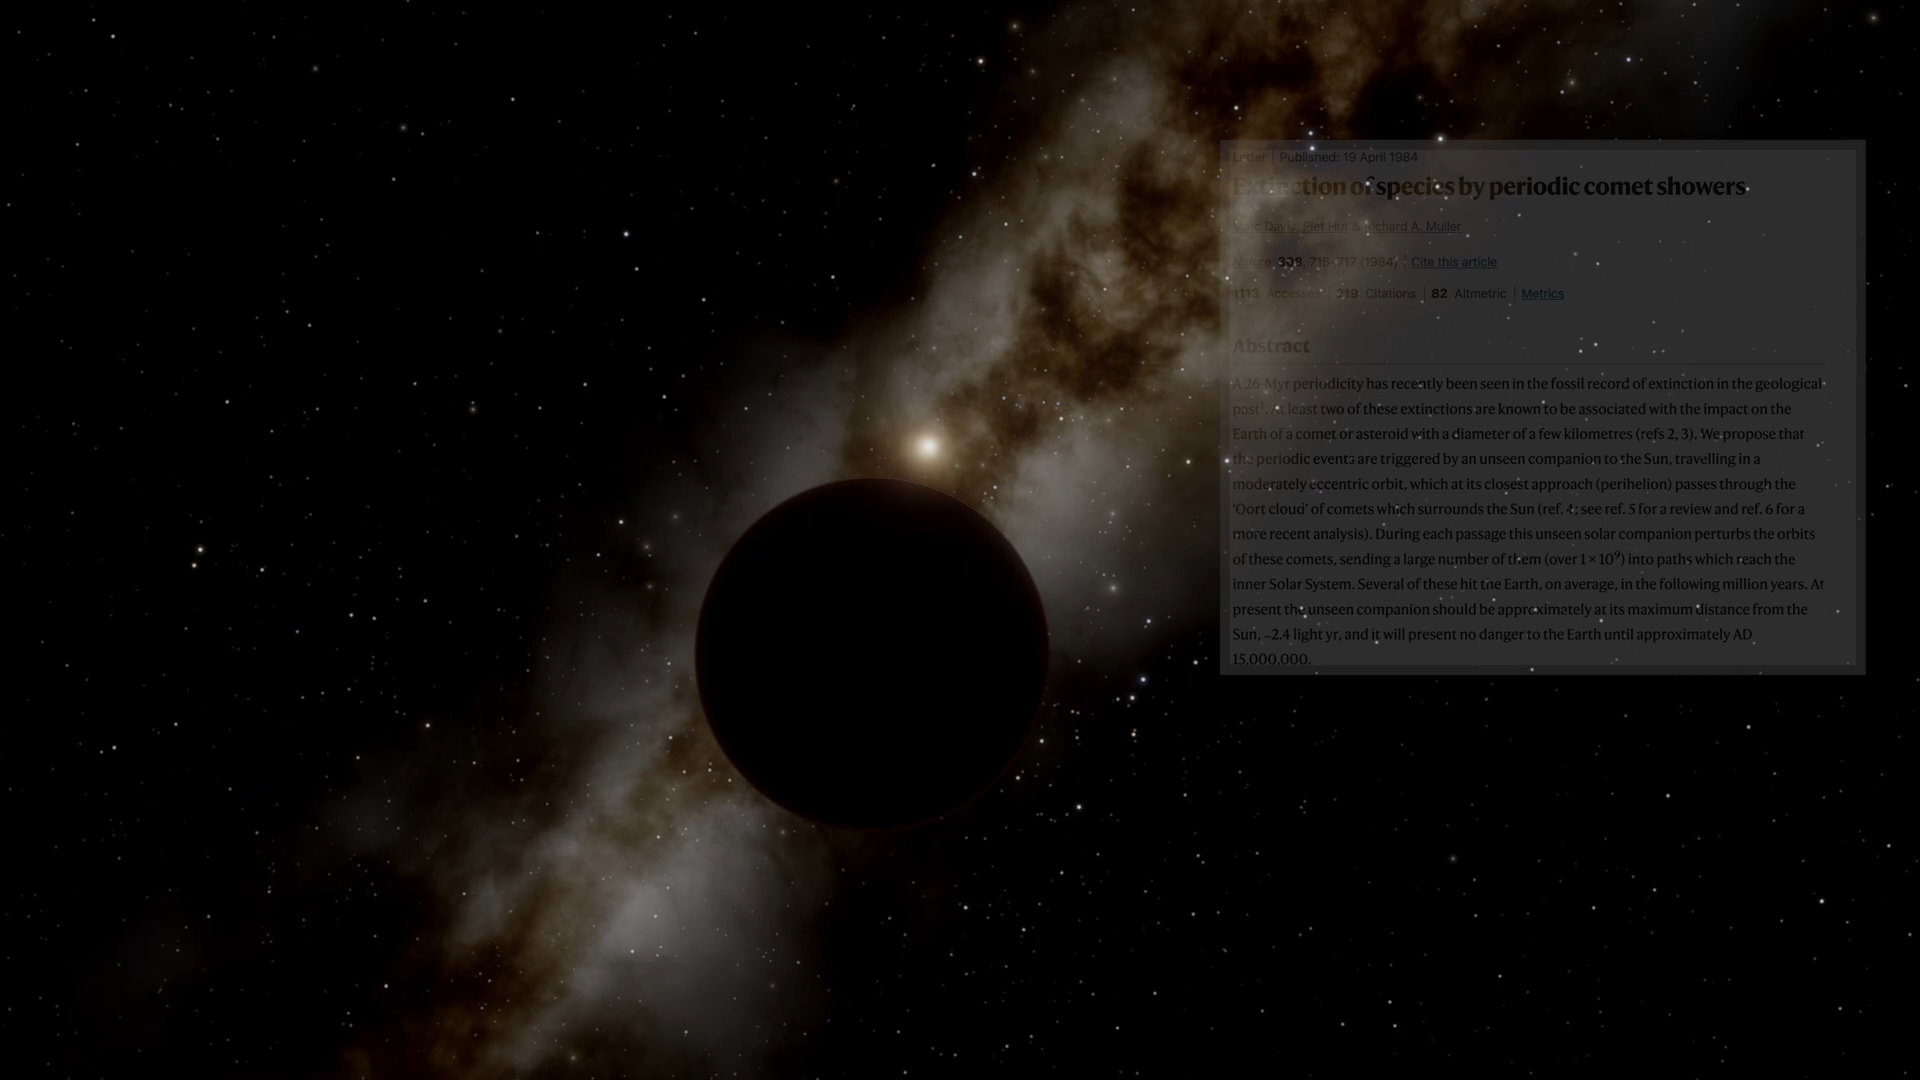 Letter | Published: 19 April 1984
Extinction of species by periodic comet showers
Marc Davis, Piet Hut & Richard A. Muller
Nature 308, 715–717 (1984) | Cite this article
1113 Accesses | 219 Citations | 82 Altmetric | Metrics
Abstract
A 26-Myr periodicity has recently been seen in the fossil record of extinction in the geological
past¹. At least two of these extinctions are known to be associated with the impact on the
Earth of a comet or asteroid with a diameter of a few kilometres (refs 2, 3). We propose that
the periodic events are triggered by an unseen companion to the Sun, travelling in a
moderately eccentric orbit, which at its closest approach (perihelion) passes through the
‘Oort cloud’ of comets which surrounds the Sun (ref. 4; see ref. 5 for a review and ref. 6 for a
more recent analysis). During each passage this unseen solar companion perturbs the orbits
of these comets, sending a large number of them (over 1 × 10⁹) into paths which reach the
inner Solar System. Several of these hit the Earth, on average, in the following million years. At
present the unseen companion should be approximately at its maximum distance from the
Sun, ~2.4 light yr, and it will present no danger to the Earth until approximately AD
15,000,000.